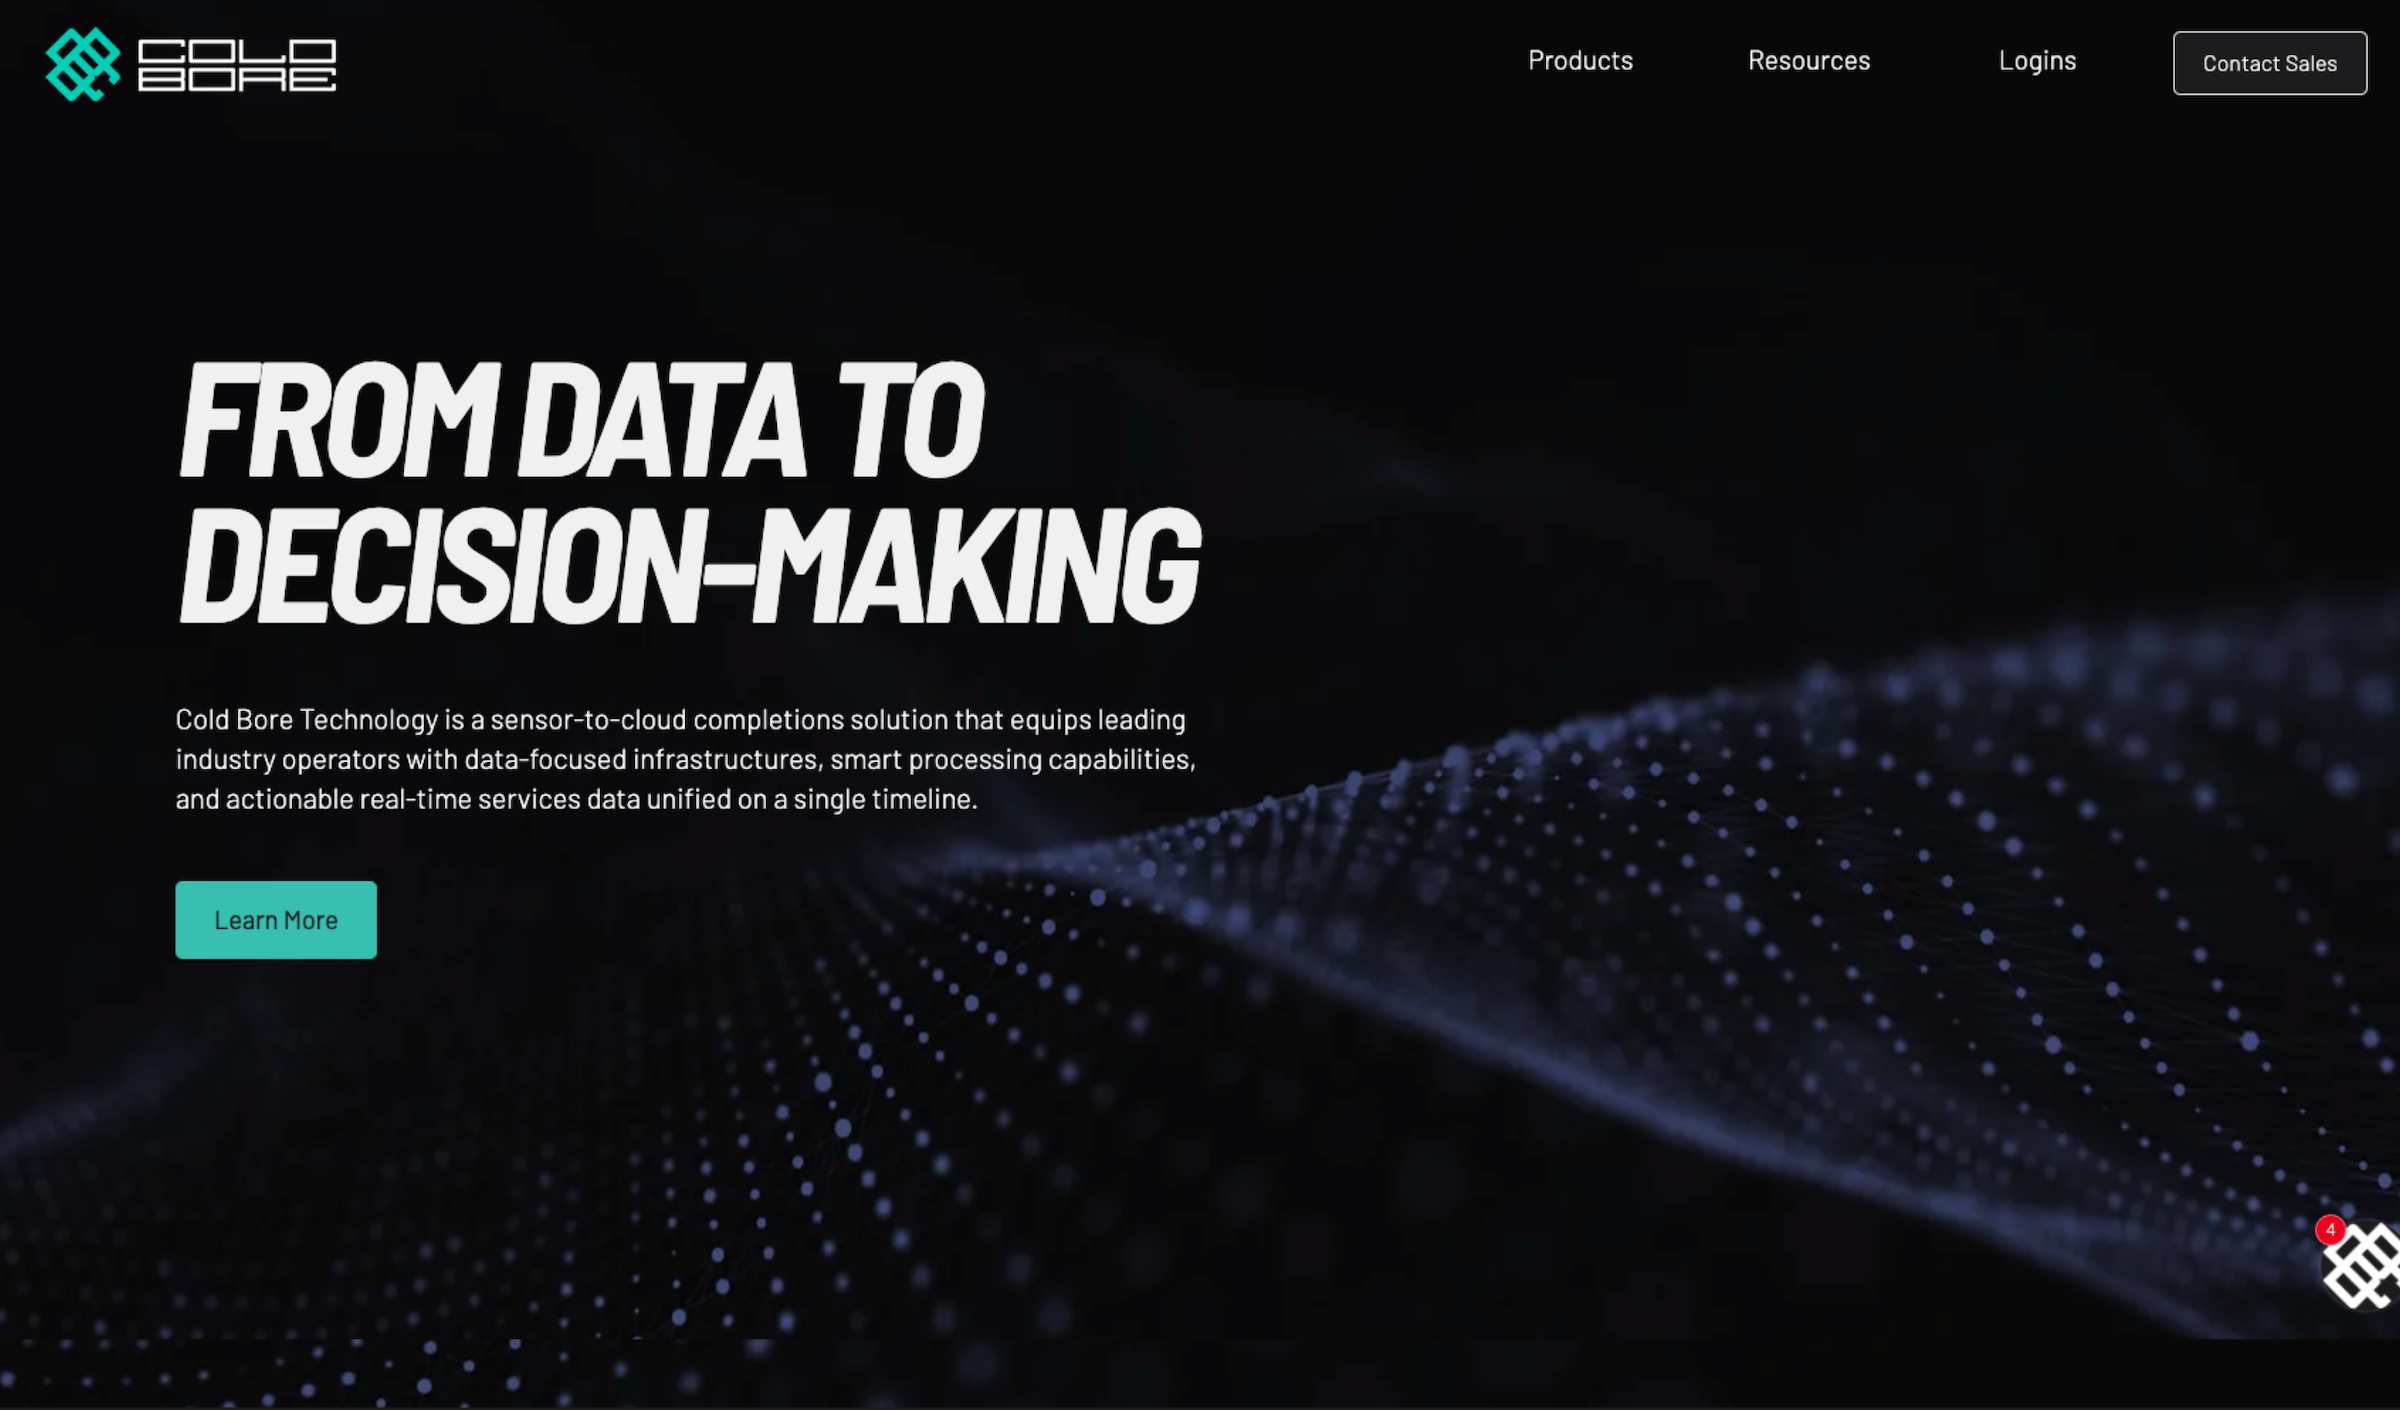 COLD
BORE
Products
Resources
Logins
Contact Sales
FROM DATA TO
DECISION-MAKING
Cold Bore Technology is a sensor-to-cloud completions solution that equips leading
industry operators with data-focused infrastructures, smart processing capabilities,
and actionable real-time services data unified on a single timeline.
Learn More
4